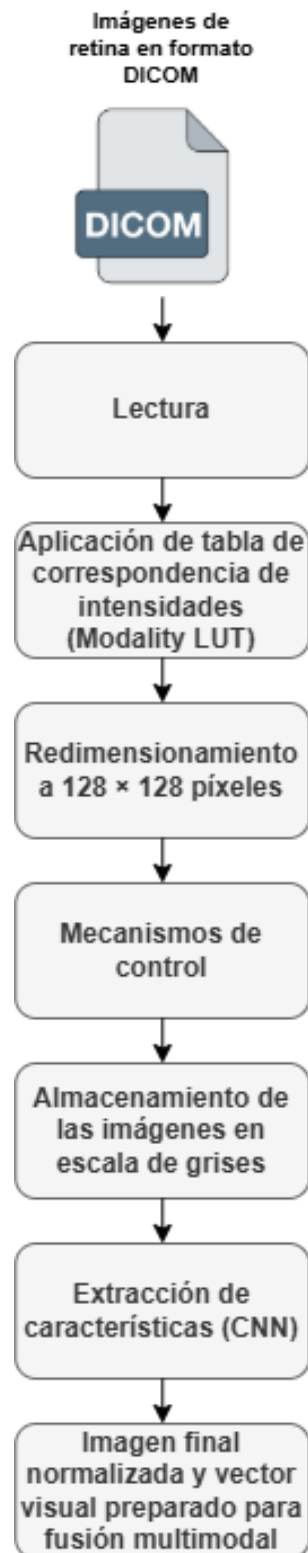 Imágenes de
retina en formato
DICOM
DICOM
Lectura
Aplicación de tabla de
correspondencia de
intensidades
(Modality LUT)
Redimensionamiento
a 128 × 128 píxeles
Mecanismos de
control
Almacenamiento de
las imágenes en
escala de grises
Extracción de
características (CNN)
Imagen final
normalizada y vector
visual preparado para
fusión multimodal